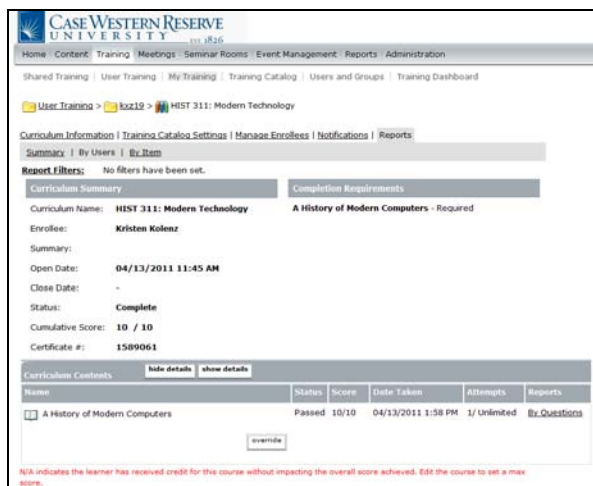 CASE WESTERN RESERVE
UNIVERSITY EST. 1826
Home Content Training Meetings Seminar Rooms Event Management Reports Administration
Shared Training | User Training | My Training | Training Catalog | Users and Groups | Training Dashboard
User Training > kxz19 > HIST 311: Modern Technology
Curriculum Information | Training Catalog Settings | Manage Enrollees | Notifications | Reports
Summary | By Users | By Item
Report Filters: No filters have been set.
Curriculum Summary Completion Requirements
Curriculum Name: HIST 311: Modern Technology A History of Modern Computers - Required
Enrollee: Kristen Kolenz
Summary:
Open Date: 04/13/2011 11:45 AM
Close Date: -
Status: Complete
Cumulative Score: 10 / 10
Certificate #: 1589061
Curriculum Contents hide details show details
Name Status Score Date Taken Attempts Reports
A History of Modern Computers Passed 10/10 04/13/2011 1:58 PM 1/ Unlimited By Questions
override
N/A indicates the learner has received credit for this course without impacting the overall score achieved. Edit the course to set a max
score.